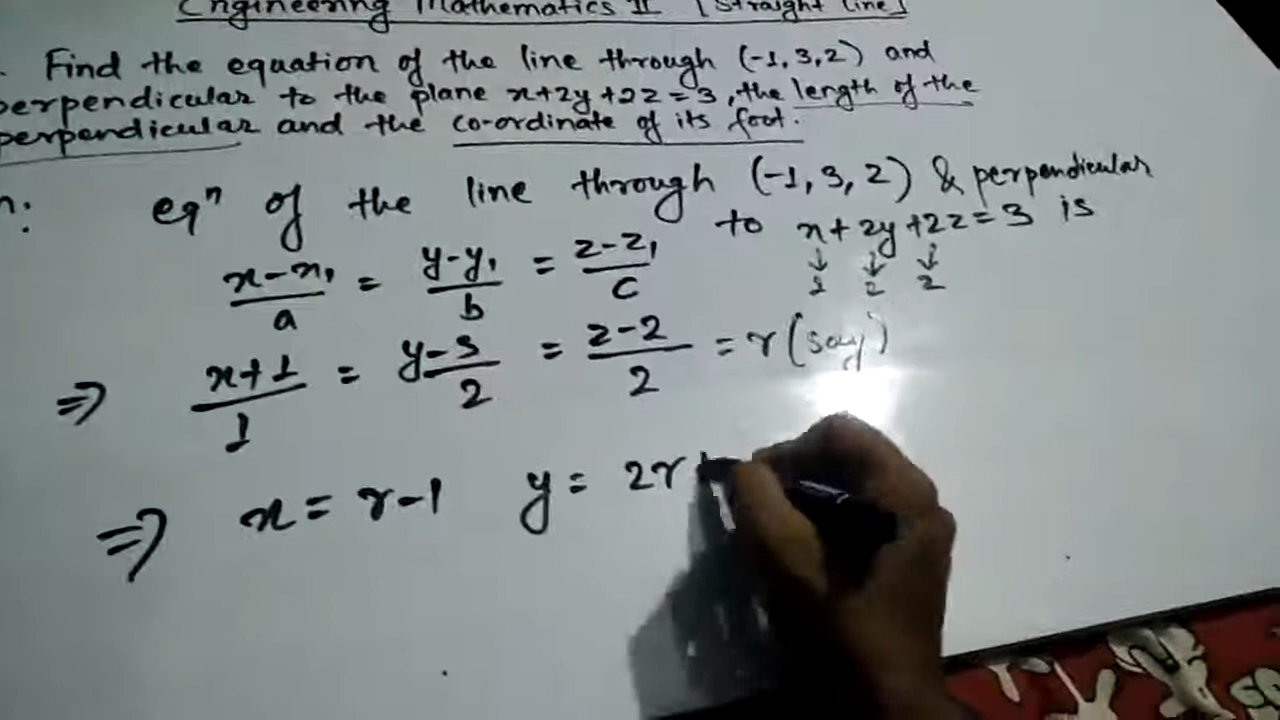 Engineering Mathematics II [Straight Line]
. Find the equation of the line through (-1,3,2) and
perpendicular to the plane x+2y+2z=3, the length of the
perpendicular and the co-ordinate of its foot.
n: eqⁿ of the line through (-1, 3, 2) & perpendicular
to x+2y+2z=3 is
↓ ↓ ↓
1 2 2
(x-x₁)/a = (y-y₁)/b = (z-z₁)/c
⇒ (x+1)/1 = (y-3)/2 = (z-2)/2 = r (say)
⇒ x = r-1 y = 2r+